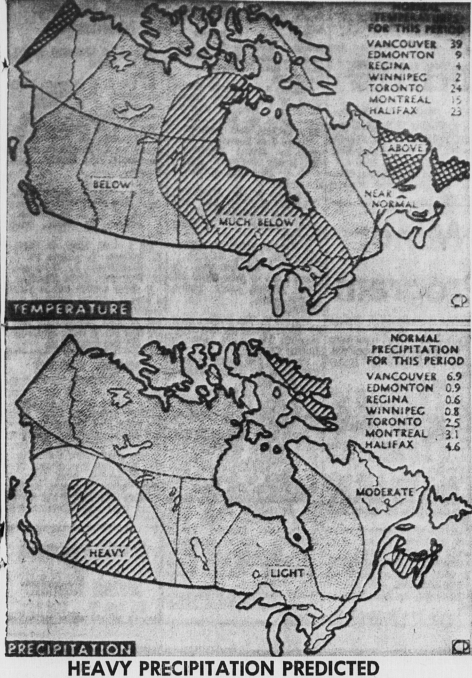 NORMAL
TEMPERATURES
FOR THIS PERIOD
VANCOUVER 39
EDMONTON 9
REGINA 4
WINNIPEG 2
TORONTO 24
MONTREAL 15
HALIFAX 23
ABOVE
BELOW
NEAR
NORMAL
MUCH BELOW
TEMPERATURE
CP
NORMAL
PRECIPITATION
FOR THIS PERIOD
VANCOUVER 6.9
EDMONTON 0.9
REGINA 0.6
WINNIPEG 0.8
TORONTO 2.5
MONTREAL 3.1
HALIFAX 4.6
MODERATE
HEAVY
LIGHT
PRECIPITATION
CP
HEAVY PRECIPITATION PREDICTED